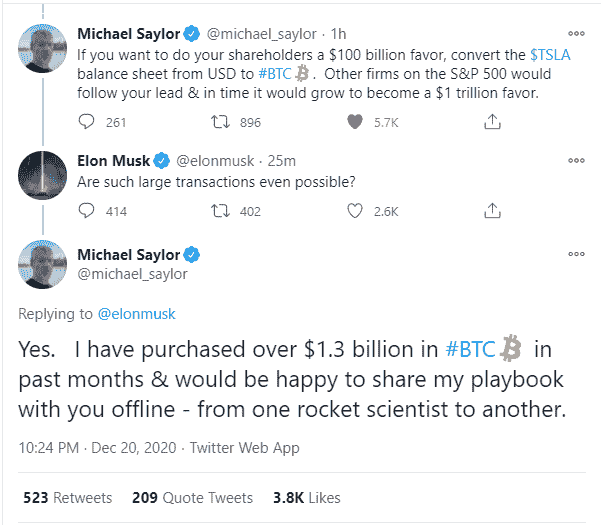 Michael Saylor @michael_saylor · 1h
If you want to do your shareholders a $100 billion favor, convert the $TSLA
balance sheet from USD to #BTC. Other firms on the S&P 500 would
follow your lead & in time it would grow to become a $1 trillion favor.
261 896 5.7K
Elon Musk @elonmusk · 25m
Are such large transactions even possible?
414 402 2.6K
Michael Saylor
@michael_saylor
Replying to @elonmusk
Yes. I have purchased over $1.3 billion in #BTC in
past months & would be happy to share my playbook
with you offline - from one rocket scientist to another.
10:24 PM · Dec 20, 2020 · Twitter Web App
523 Retweets 209 Quote Tweets 3.8K Likes